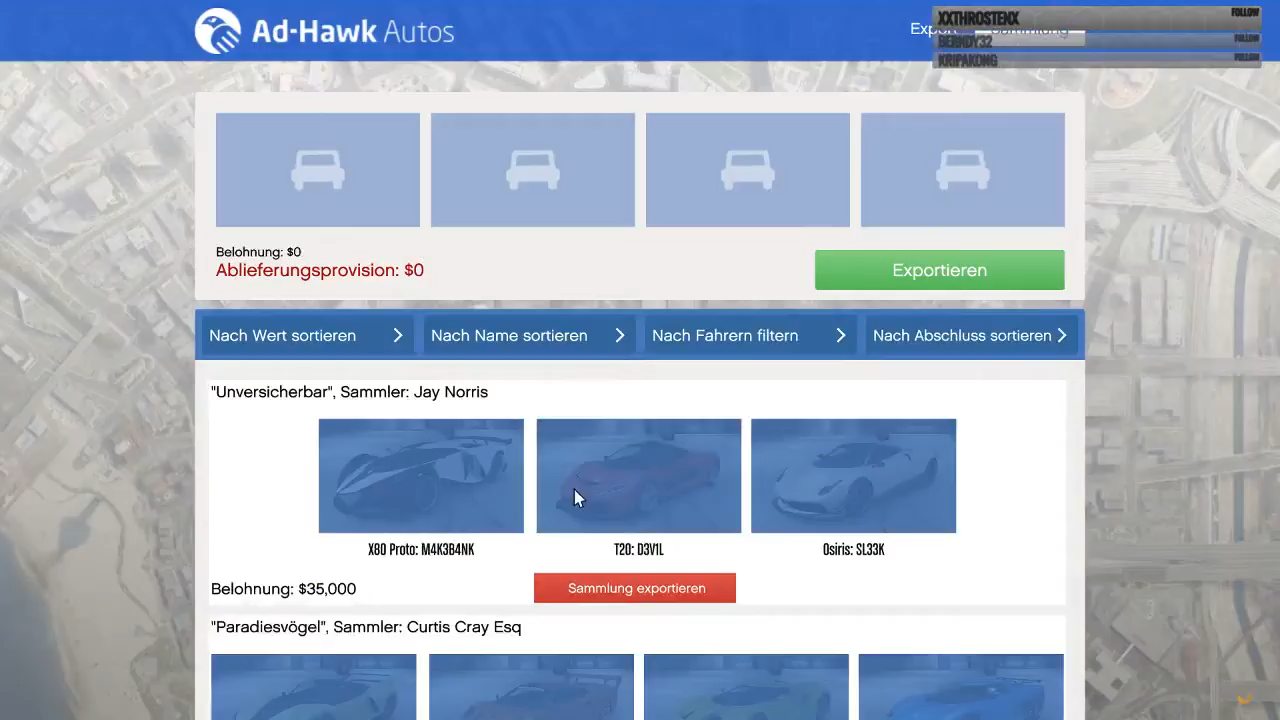 Ad-Hawk Autos
XXTHROSTENX FOLLOW
BERNDY32 FOLLOW
KRIPAKONG FOLLOW
Belohnung: $0
Ablieferungsprovision: $0
Exportieren
Nach Wert sortieren
Nach Name sortieren
Nach Fahrern filtern
Nach Abschluss sortieren
"Unversicherbar", Sammler: Jay Norris
X80 Proto: M4K3B4NK
T20: D3V1L
Osiris: SL33K
Belohnung: $35,000
Sammlung exportieren
"Paradiesvögel", Sammler: Curtis Cray Esq